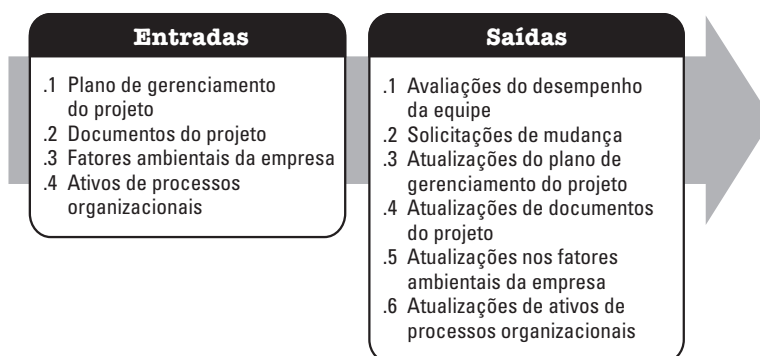 Entradas
.1 Plano de gerenciamento
do projeto
.2 Documentos do projeto
.3 Fatores ambientais da empresa
.4 Ativos de processos
organizacionais
Saídas
.1 Avaliações do desempenho
da equipe
.2 Solicitações de mudança
.3 Atualizações do plano de
gerenciamento do projeto
.4 Atualizações de documentos
do projeto
.5 Atualizações nos fatores
ambientais da empresa
.6 Atualizações de ativos de
processos organizacionais